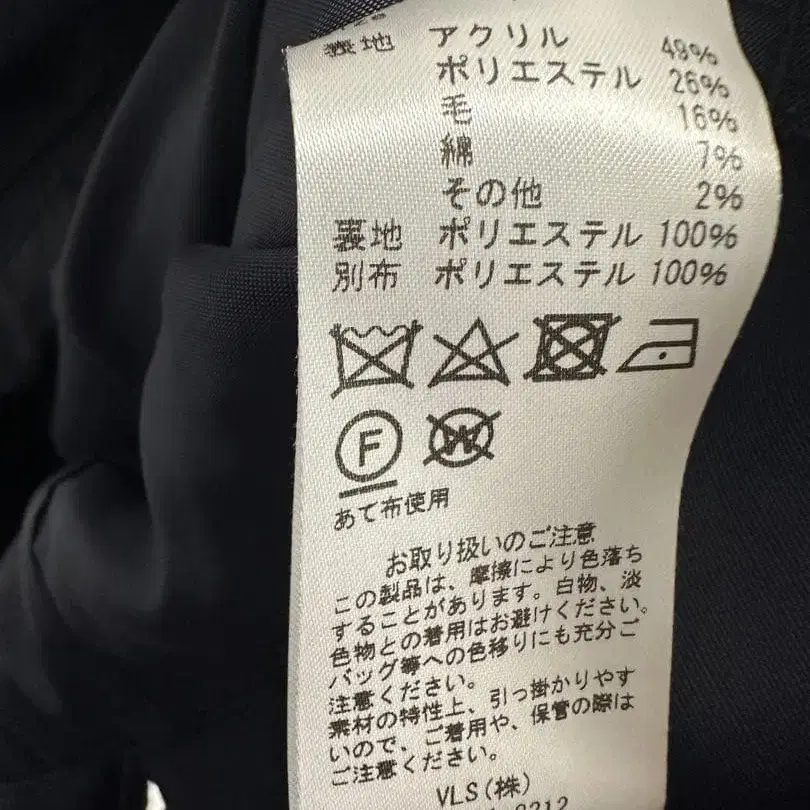 表地 アクリル 49%
ポリエステル 26%
毛 16%
綿 7%
その他 2%
裏地 ポリエステル 100%
別布 ポリエステル 100%
F W
あて布使用
お取り扱いのご注意
この製品は、摩擦により色落ち
することがあります。白物、淡
色物との着用はお避けください。
バッグ等への色移りにも充分ご
注意ください。
素材の特性上、引っ掛かりやす
いので、ご着用や、保管の際は
ご注意ください。
VLS(株)